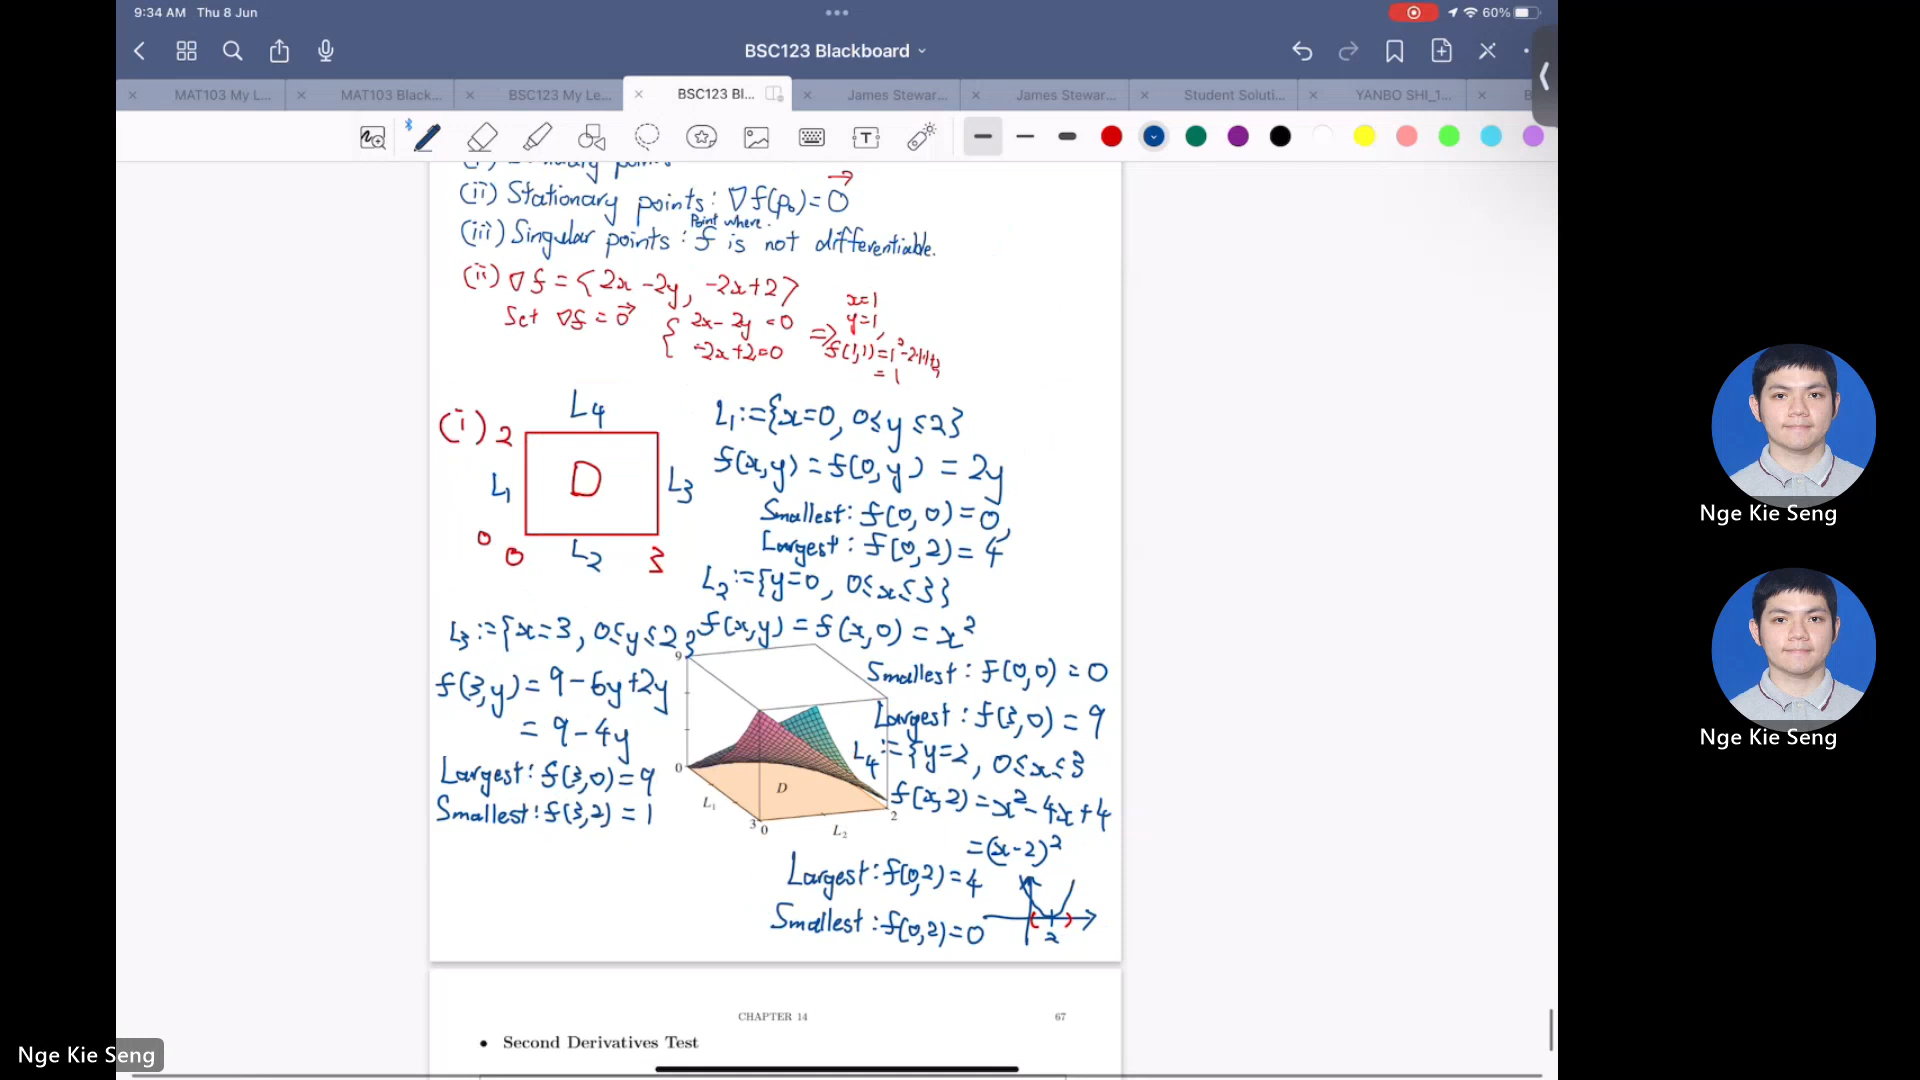 9:34 AM Thu 8 Jun
60%
BSC123 Blackboard
MAT103 My L...
MAT103 Black...
BSC123 My Le...
BSC123 Bl...
James Stewar...
James Stewar...
Student Soluti...
YANBO SHI_1...
B
(ii) Stationary points: ∇f(p₀) = 0⃗
Point where
(iii) Singular points: f is not differentiable.
(ii) ∇f = <2x - 2y, -2x+2>
Set ∇f = 0⃗
{ 2x - 2y = 0
-2x + 2 = 0
=> x=1
y=1,
f(1,1) = 1² - 2·1·1+2
= 1
(i)
2
L4
L1
D
L3
0
0
L2
3
L₁:={x=0, 0≤y≤2}
f(x,y) = f(0,y) = 2y
Smallest: f(0,0) = 0,
Largest: f(0,2) = 4
L₂:={y=0, 0≤x≤3}
f(x,y) = f(x,0) = x²
Smallest: f(0,0) = 0
Largest: f(3,0) = 9
L₃:={x=3, 0≤y≤2}
f(3,y) = 9 - 6y + 2y
= 9 - 4y
Largest: f(3,0) = 9
Smallest: f(3,2) = 1
9
0
L₁
D
3
0
L₂
2
L₄:={y=2, 0≤x≤3
f(x,2) = x² - 4x + 4
= (x-2)²
Largest: f(0,2) = 4
Smallest: f(0,2) = 0
2
CHAPTER 14
67
• Second Derivatives Test
Nge Kie Seng
Nge Kie Seng
Nge Kie Seng